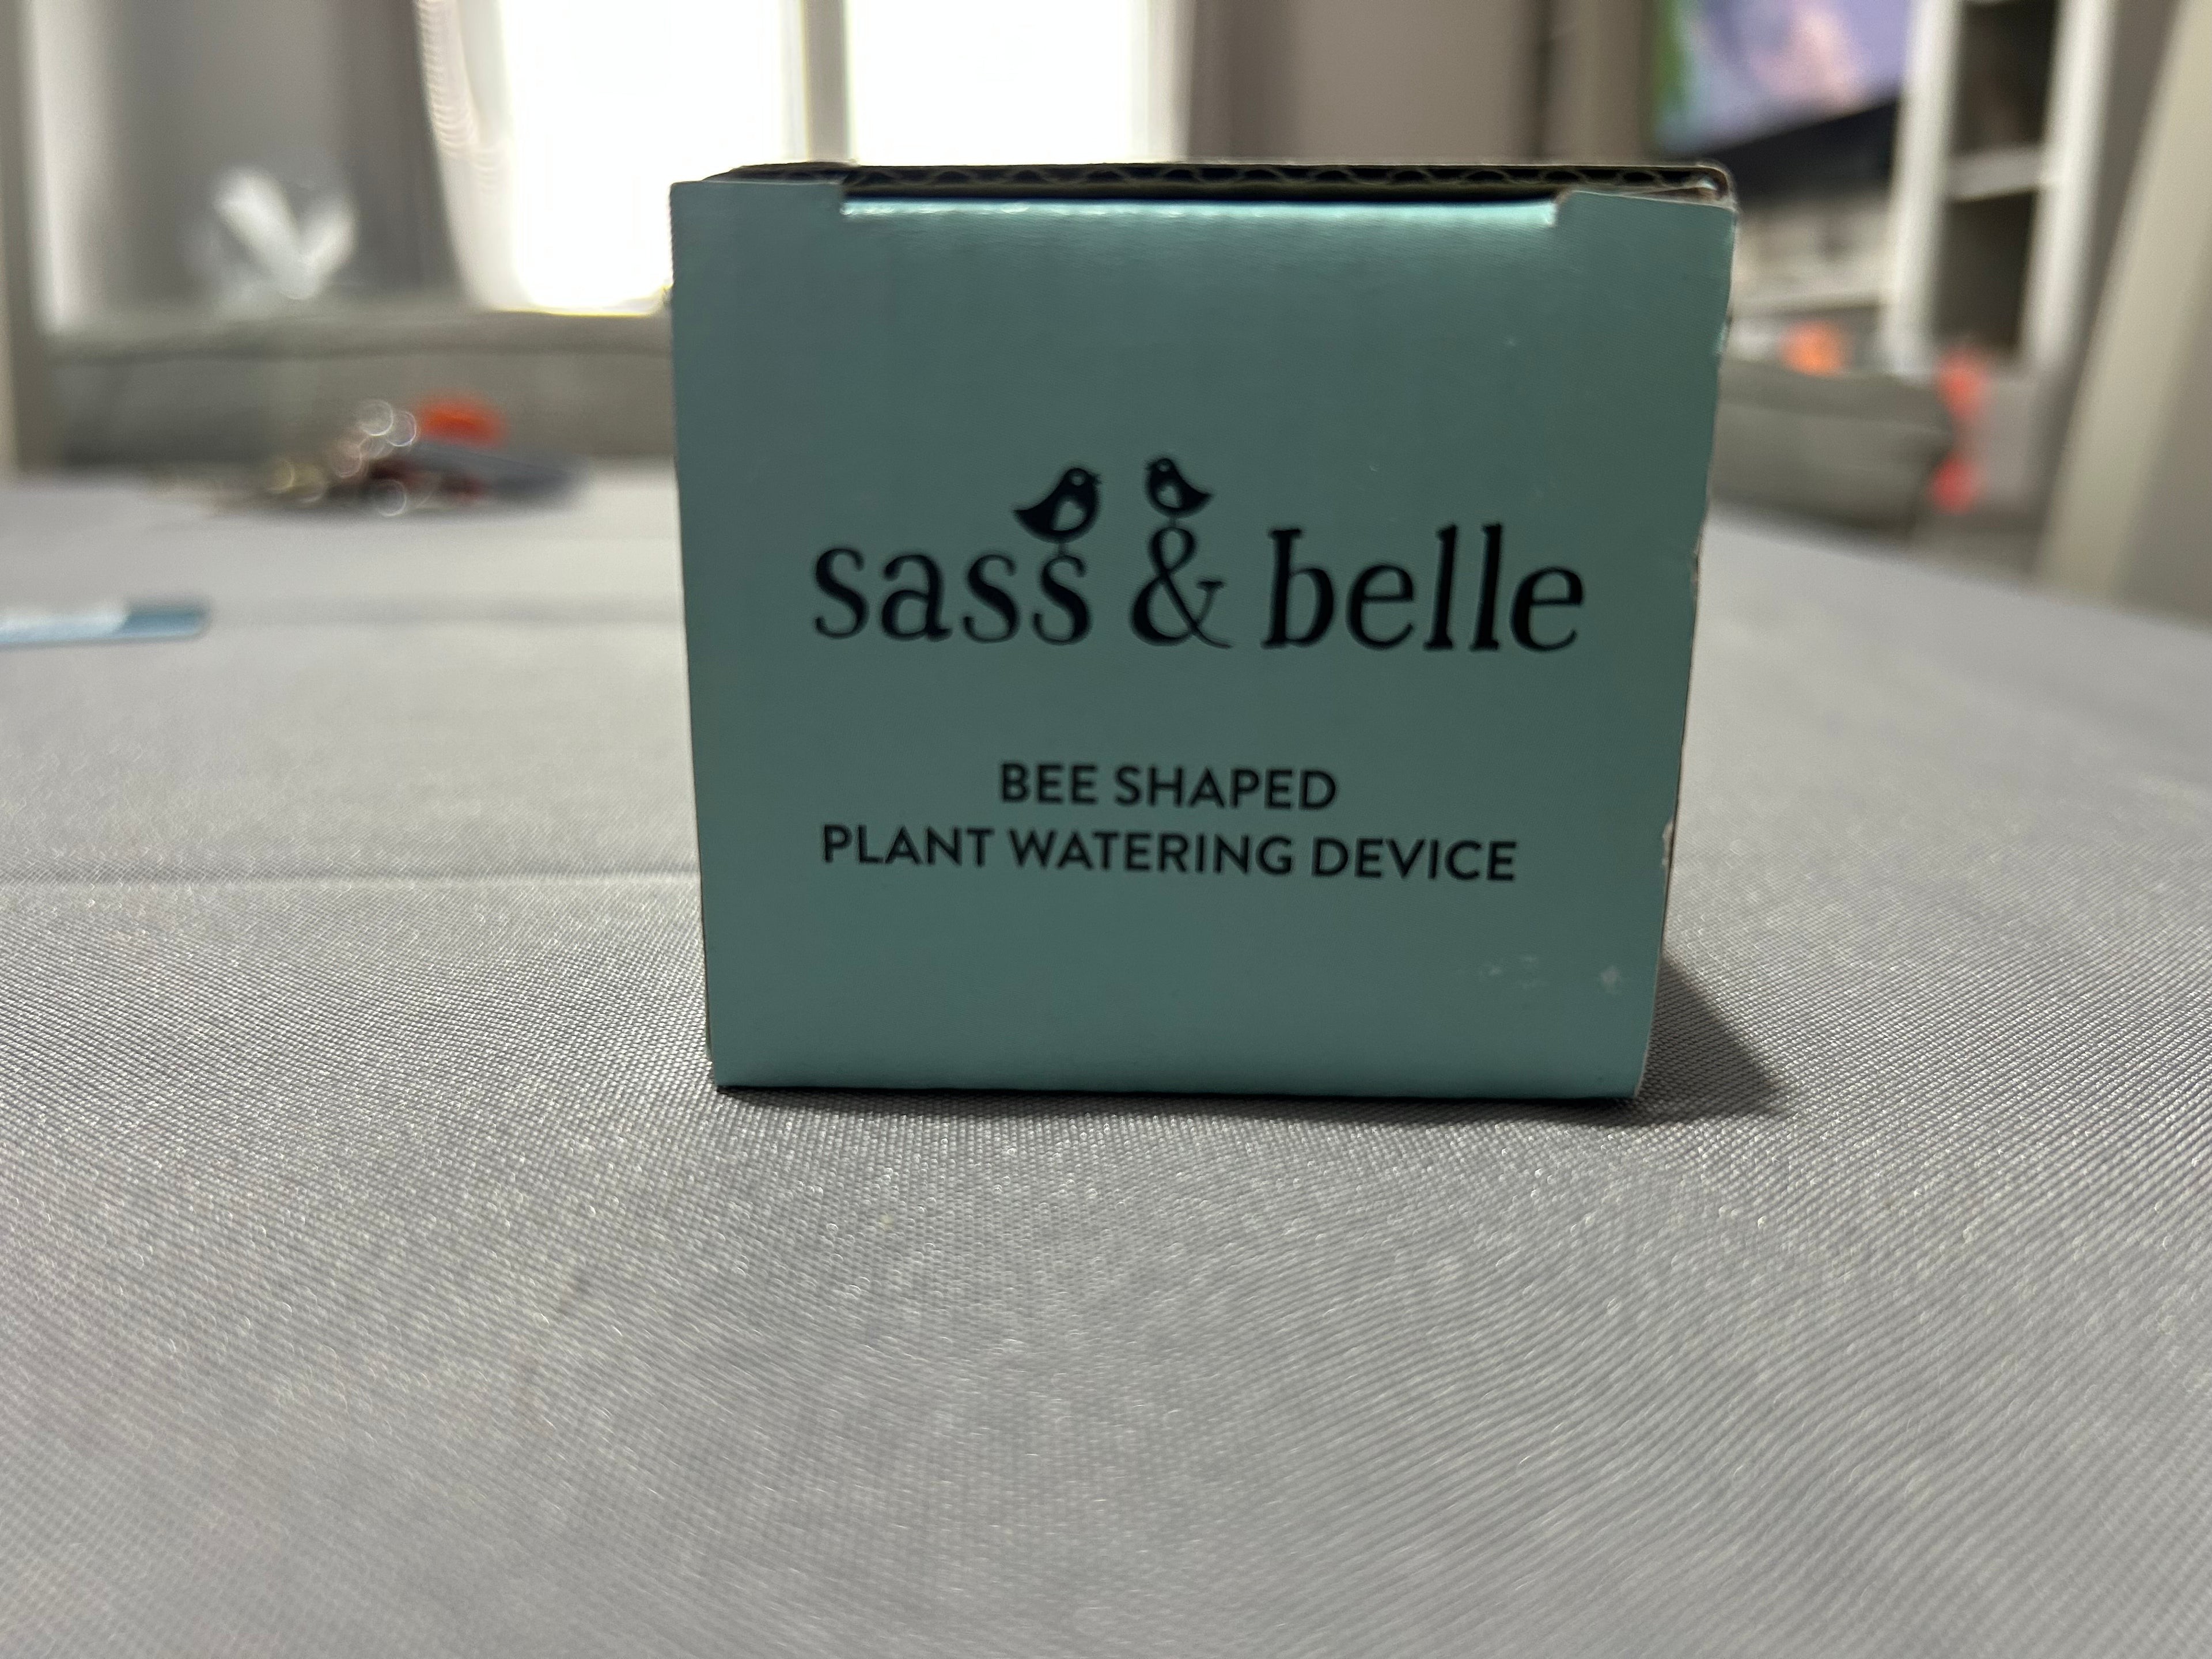 sass & belle
BEE SHAPED
PLANT WATERING DEVICE